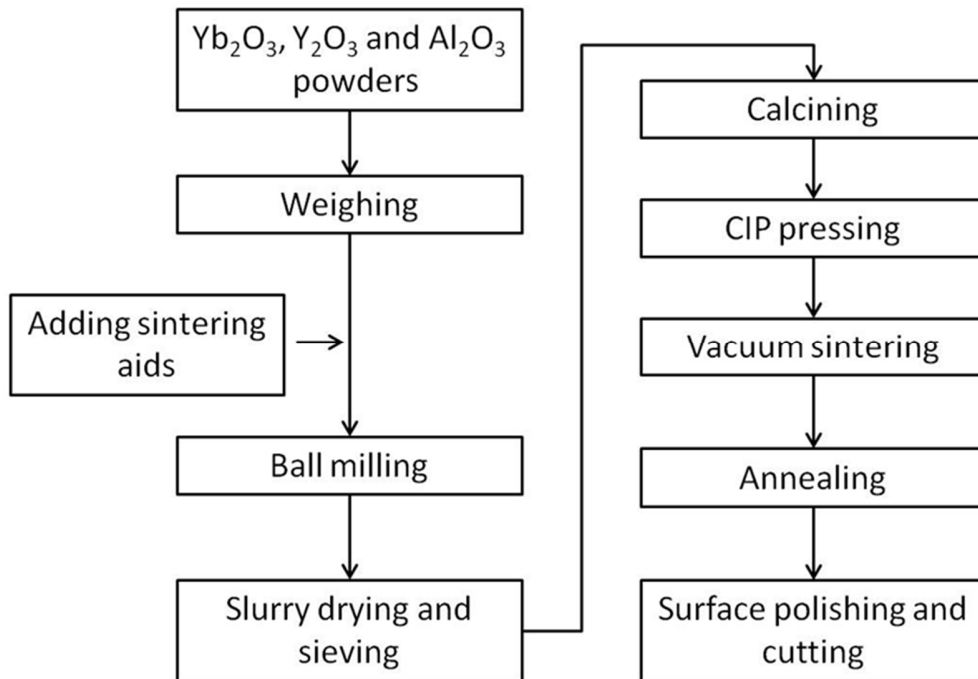 Yb₂O₃, Y₂O₃ and Al₂O₃
powders
Weighing
Adding sintering
aids
Ball milling
Slurry drying and
sieving
Calcining
CIP pressing
Vacuum sintering
Annealing
Surface polishing and
cutting